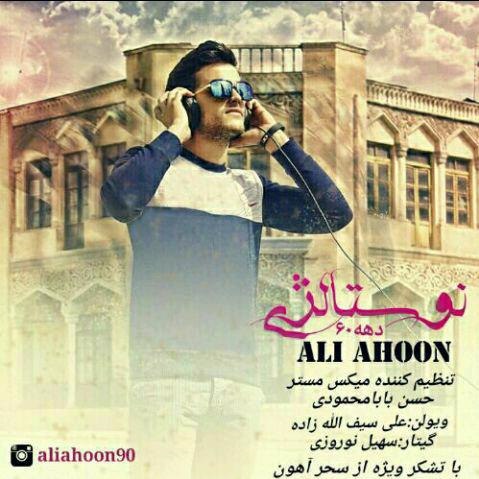 نوستالژی
دهه ۶۰
ALI AHOON
تنظیم کننده میکس مستر
حسن بابامحمودی
ویولن:علی سیف الله زاده
گیتار:سهیل نوروزی
با تشکر ویژه از سحر آهون
aliahoon90